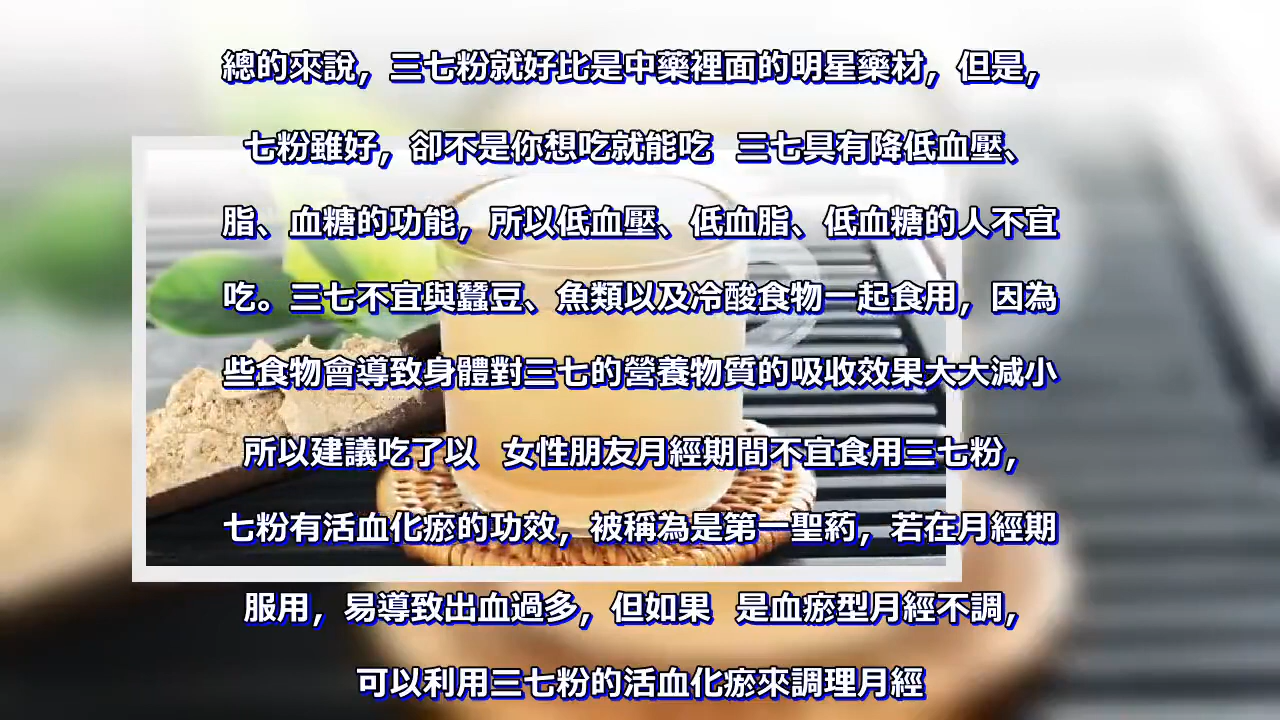 總的來說，三七粉就好比是中藥裡面的明星藥材，但是，
七粉雖好，卻不是你想吃就能吃 三七具有降低血壓、
脂、血糖的功能，所以低血壓、低血脂、低血糖的人不宜
吃。三七不宜與蠶豆、魚類以及冷酸食物一起食用，因為
些食物會導致身體對三七的營養物質的吸收效果大大減小
所以建議吃了以 女性朋友月經期間不宜食用三七粉，
七粉有活血化瘀的功效，被稱為是第一聖葯，若在月經期
服用，易導致出血過多，但如果 是血瘀型月經不調，
可以利用三七粉的活血化瘀來調理月經